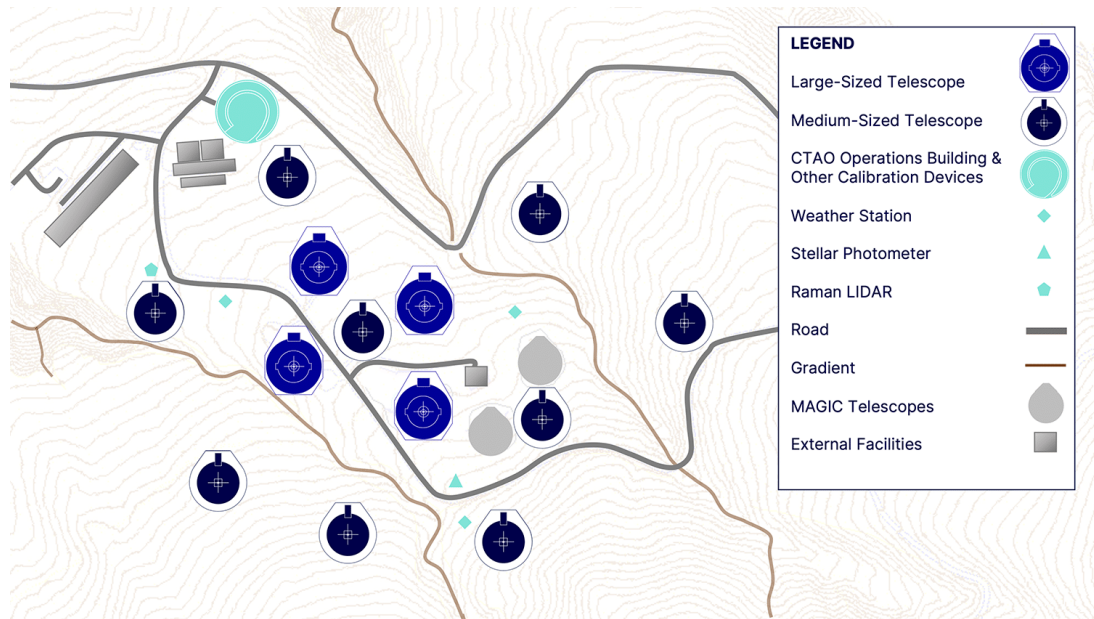 LEGEND
Large-Sized Telescope
Medium-Sized Telescope
CTAO Operations Building &
Other Calibration Devices
Weather Station
Stellar Photometer
Raman LIDAR
Road
Gradient
MAGIC Telescopes
External Facilities